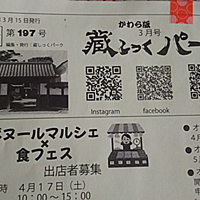 ３月１５日発行
第197号
編集・発行：蔵しっくパーク
かわら版
3月号
蔵しっくパー
Instagram
facebook
ヌールマルシェ
×
食フェス
出店者募集
時 4月17日(土)
10:00～15:00